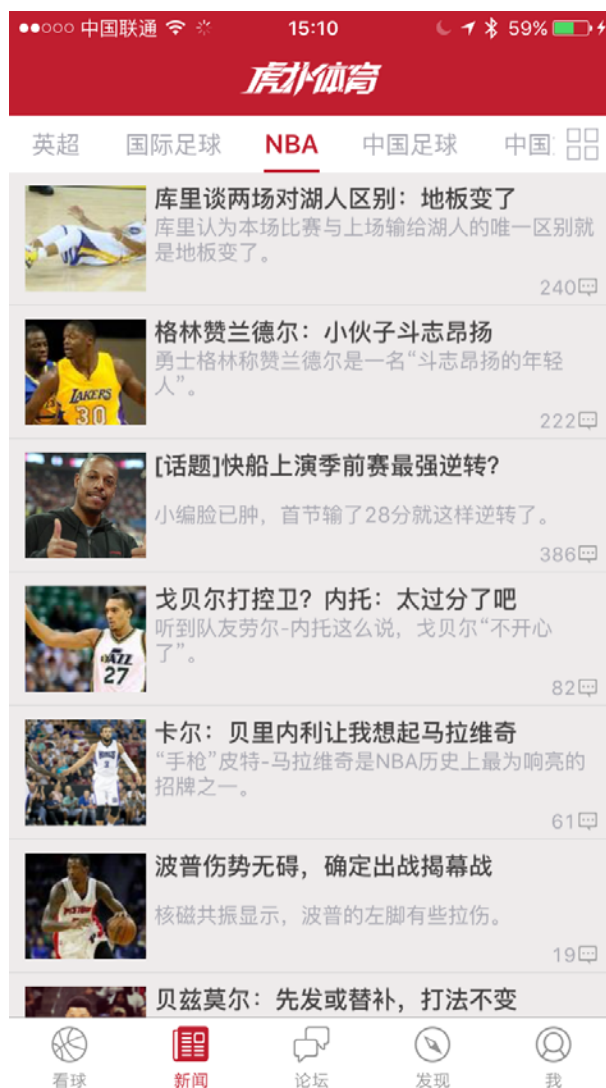 中国联通 15:10 59%
虎扑体育
英超 国际足球 NBA 中国足球 中国
库里谈两场对湖人区别：地板变了
库里认为本场比赛与上场输给湖人的唯一区别就
是地板变了。
240
格林赞兰德尔：小伙子斗志昂扬
勇士格林称赞兰德尔是一名“斗志昂扬的年轻
人”。
222
LAKERS
30
[话题]快船上演季前赛最强逆转?
小编脸已肿，首节输了28分就这样逆转了。
386
戈贝尔打控卫？内托：太过分了吧
听到队友劳尔-内托这么说，戈贝尔“不开心
了”。
82
JAZZ
27
卡尔：贝里内利让我想起马拉维奇
“手枪”皮特-马拉维奇是NBA历史上最为响亮的
招牌之一。
61
波普伤势无碍，确定出战揭幕战
核磁共振显示，波普的左脚有些拉伤。
19
贝兹莫尔：先发或替补，打法不变
看球 新闻 论坛 发现 我